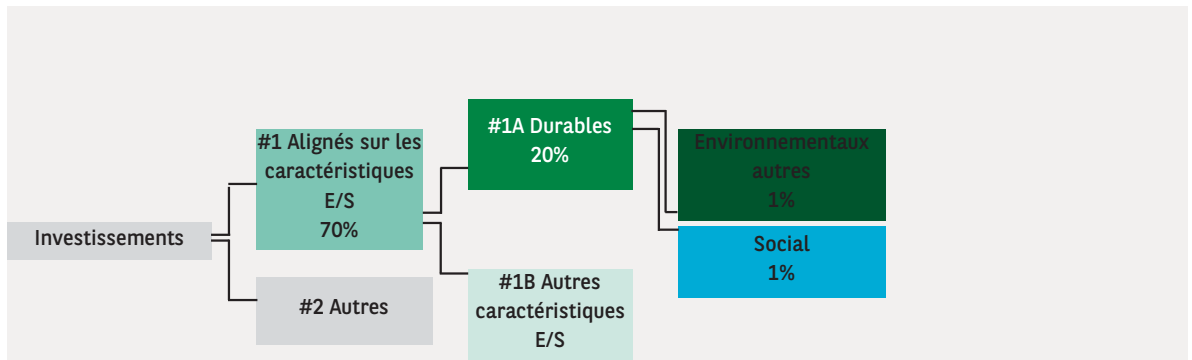 Investissements
#1 Alignés sur les
caractéristiques
E/S
70%
#2 Autres
#1A Durables
20%
#1B Autres
caractéristiques
E/S
Environnementaux
autres
1%
Social
1%